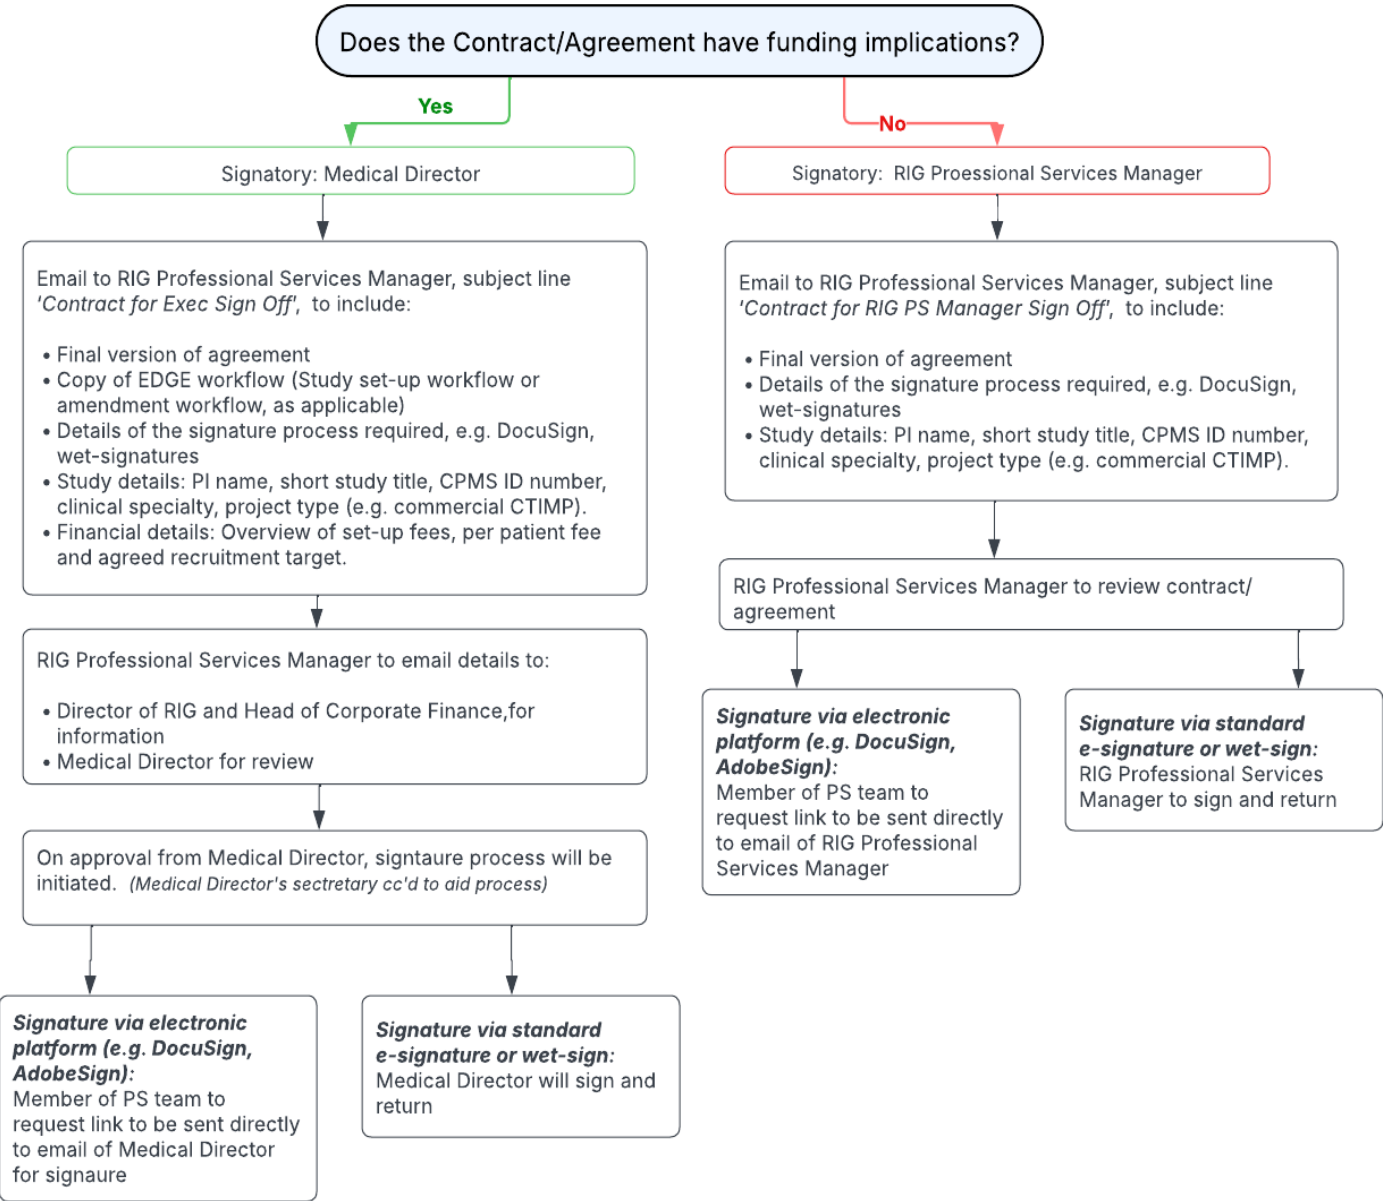 Does the Contract/Agreement have funding implications?
Yes
No
Signatory: Medical Director
Email to RIG Professional Services Manager, subject line
'Contract for Exec Sign Off',  to include:
• Final version of agreement
• Copy of EDGE workflow (Study set-up workflow or
amendment workflow, as applicable)
• Details of the signature process required, e.g. DocuSign,
wet-signatures
• Study details: PI name, short study title, CPMS ID number,
clinical specialty, project type (e.g. commercial CTIMP).
• Financial details: Overview of set-up fees, per patient fee
and agreed recruitment target.
RIG Professional Services Manager to email details to:
• Director of RIG and Head of Corporate Finance,for
information
• Medical Director for review
On approval from Medical Director, signtaure process will be
initiated.  (Medical Director's sectretary cc'd to aid process)
Signature via electronic
platform (e.g. DocuSign,
AdobeSign):
Member of PS team to
request link to be sent directly
to email of Medical Director
for signaure
Signature via standard
e-signature or wet-sign:
Medical Director will sign and
return
Signatory:  RIG Proessional Services Manager
Email to RIG Professional Services Manager, subject line
'Contract for RIG PS Manager Sign Off',  to include:
• Final version of agreement
• Details of the signature process required, e.g. DocuSign,
wet-signatures
• Study details: PI name, short study title, CPMS ID number,
clinical specialty, project type (e.g. commercial CTIMP).
RIG Professional Services Manager to review contract/
agreement
Signature via electronic
platform (e.g. DocuSign,
AdobeSign):
Member of PS team to
request link to be sent directly
to email of RIG Professional
Services Manager
Signature via standard
e-signature or wet-sign:
RIG Professional Services
Manager to sign and return